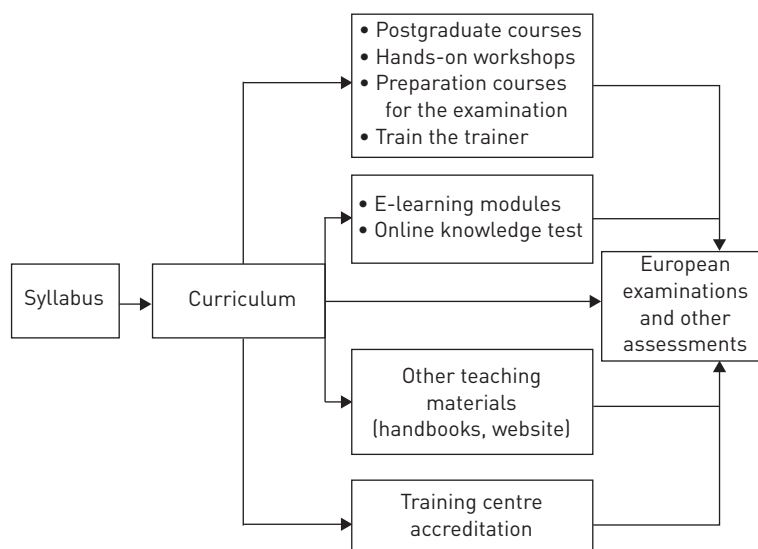 • Postgraduate courses
• Hands-on workshops
• Preparation courses
for the examination
• Train the trainer
• E-learning modules
• Online knowledge test
Syllabus
Curriculum
European
examinations
and other
assessments
Other teaching
materials
(handbooks, website)
Training centre
accreditation